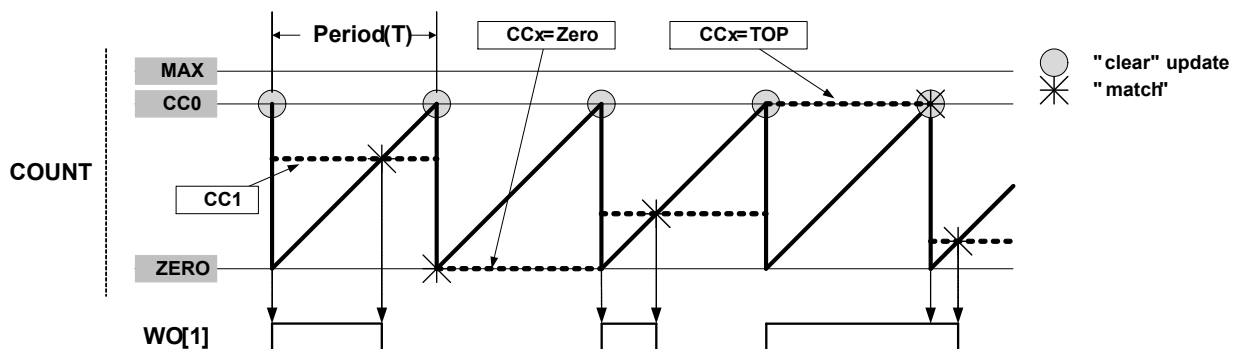 Period(T)
CCx=Zero
CCx=TOP
"clear" update
"match"
MAX
CC0
COUNT
CC1
ZERO
WO[1]